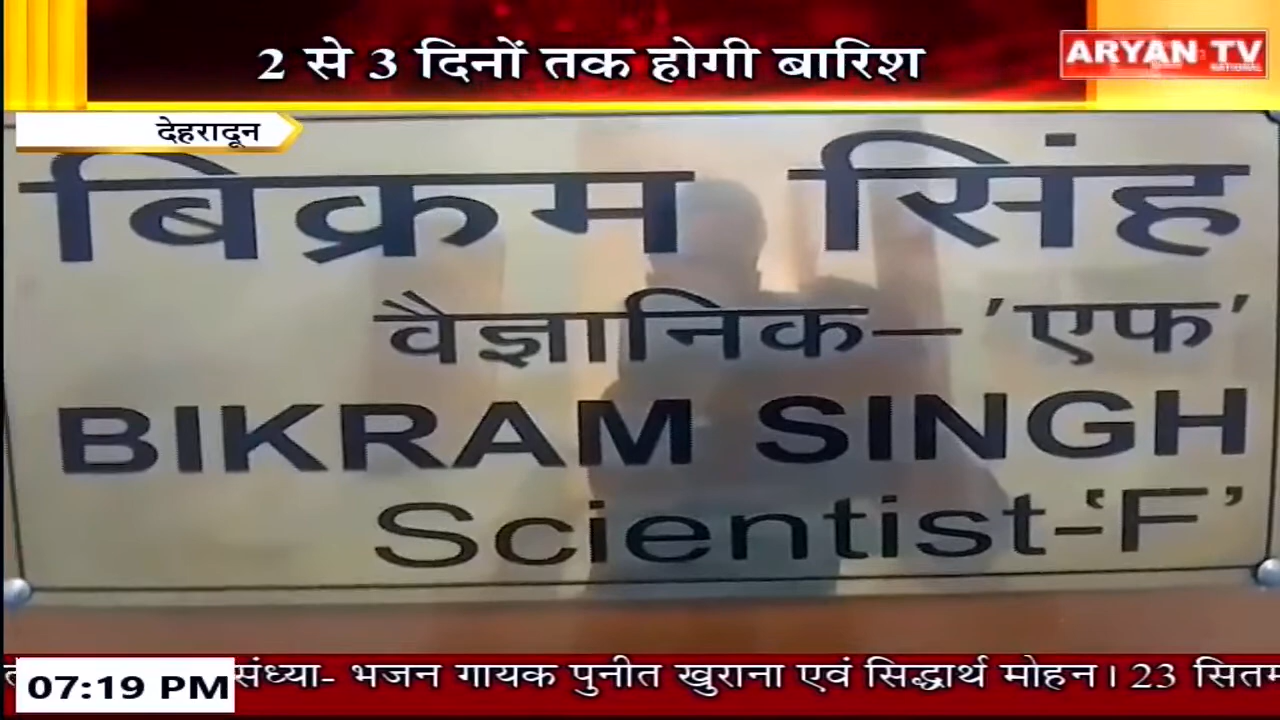 2 से 3 दिनों तक होगी बारिश
ARYAN TV
NATIONAL
देहरादून
बिक्रम सिंह
वैज्ञानिक–'एफ'
BIKRAM SINGH
Scientist-'F'
07:19 PM
संध्या- भजन गायक पुनीत खुराना एवं सिद्धार्थ मोहन। 23